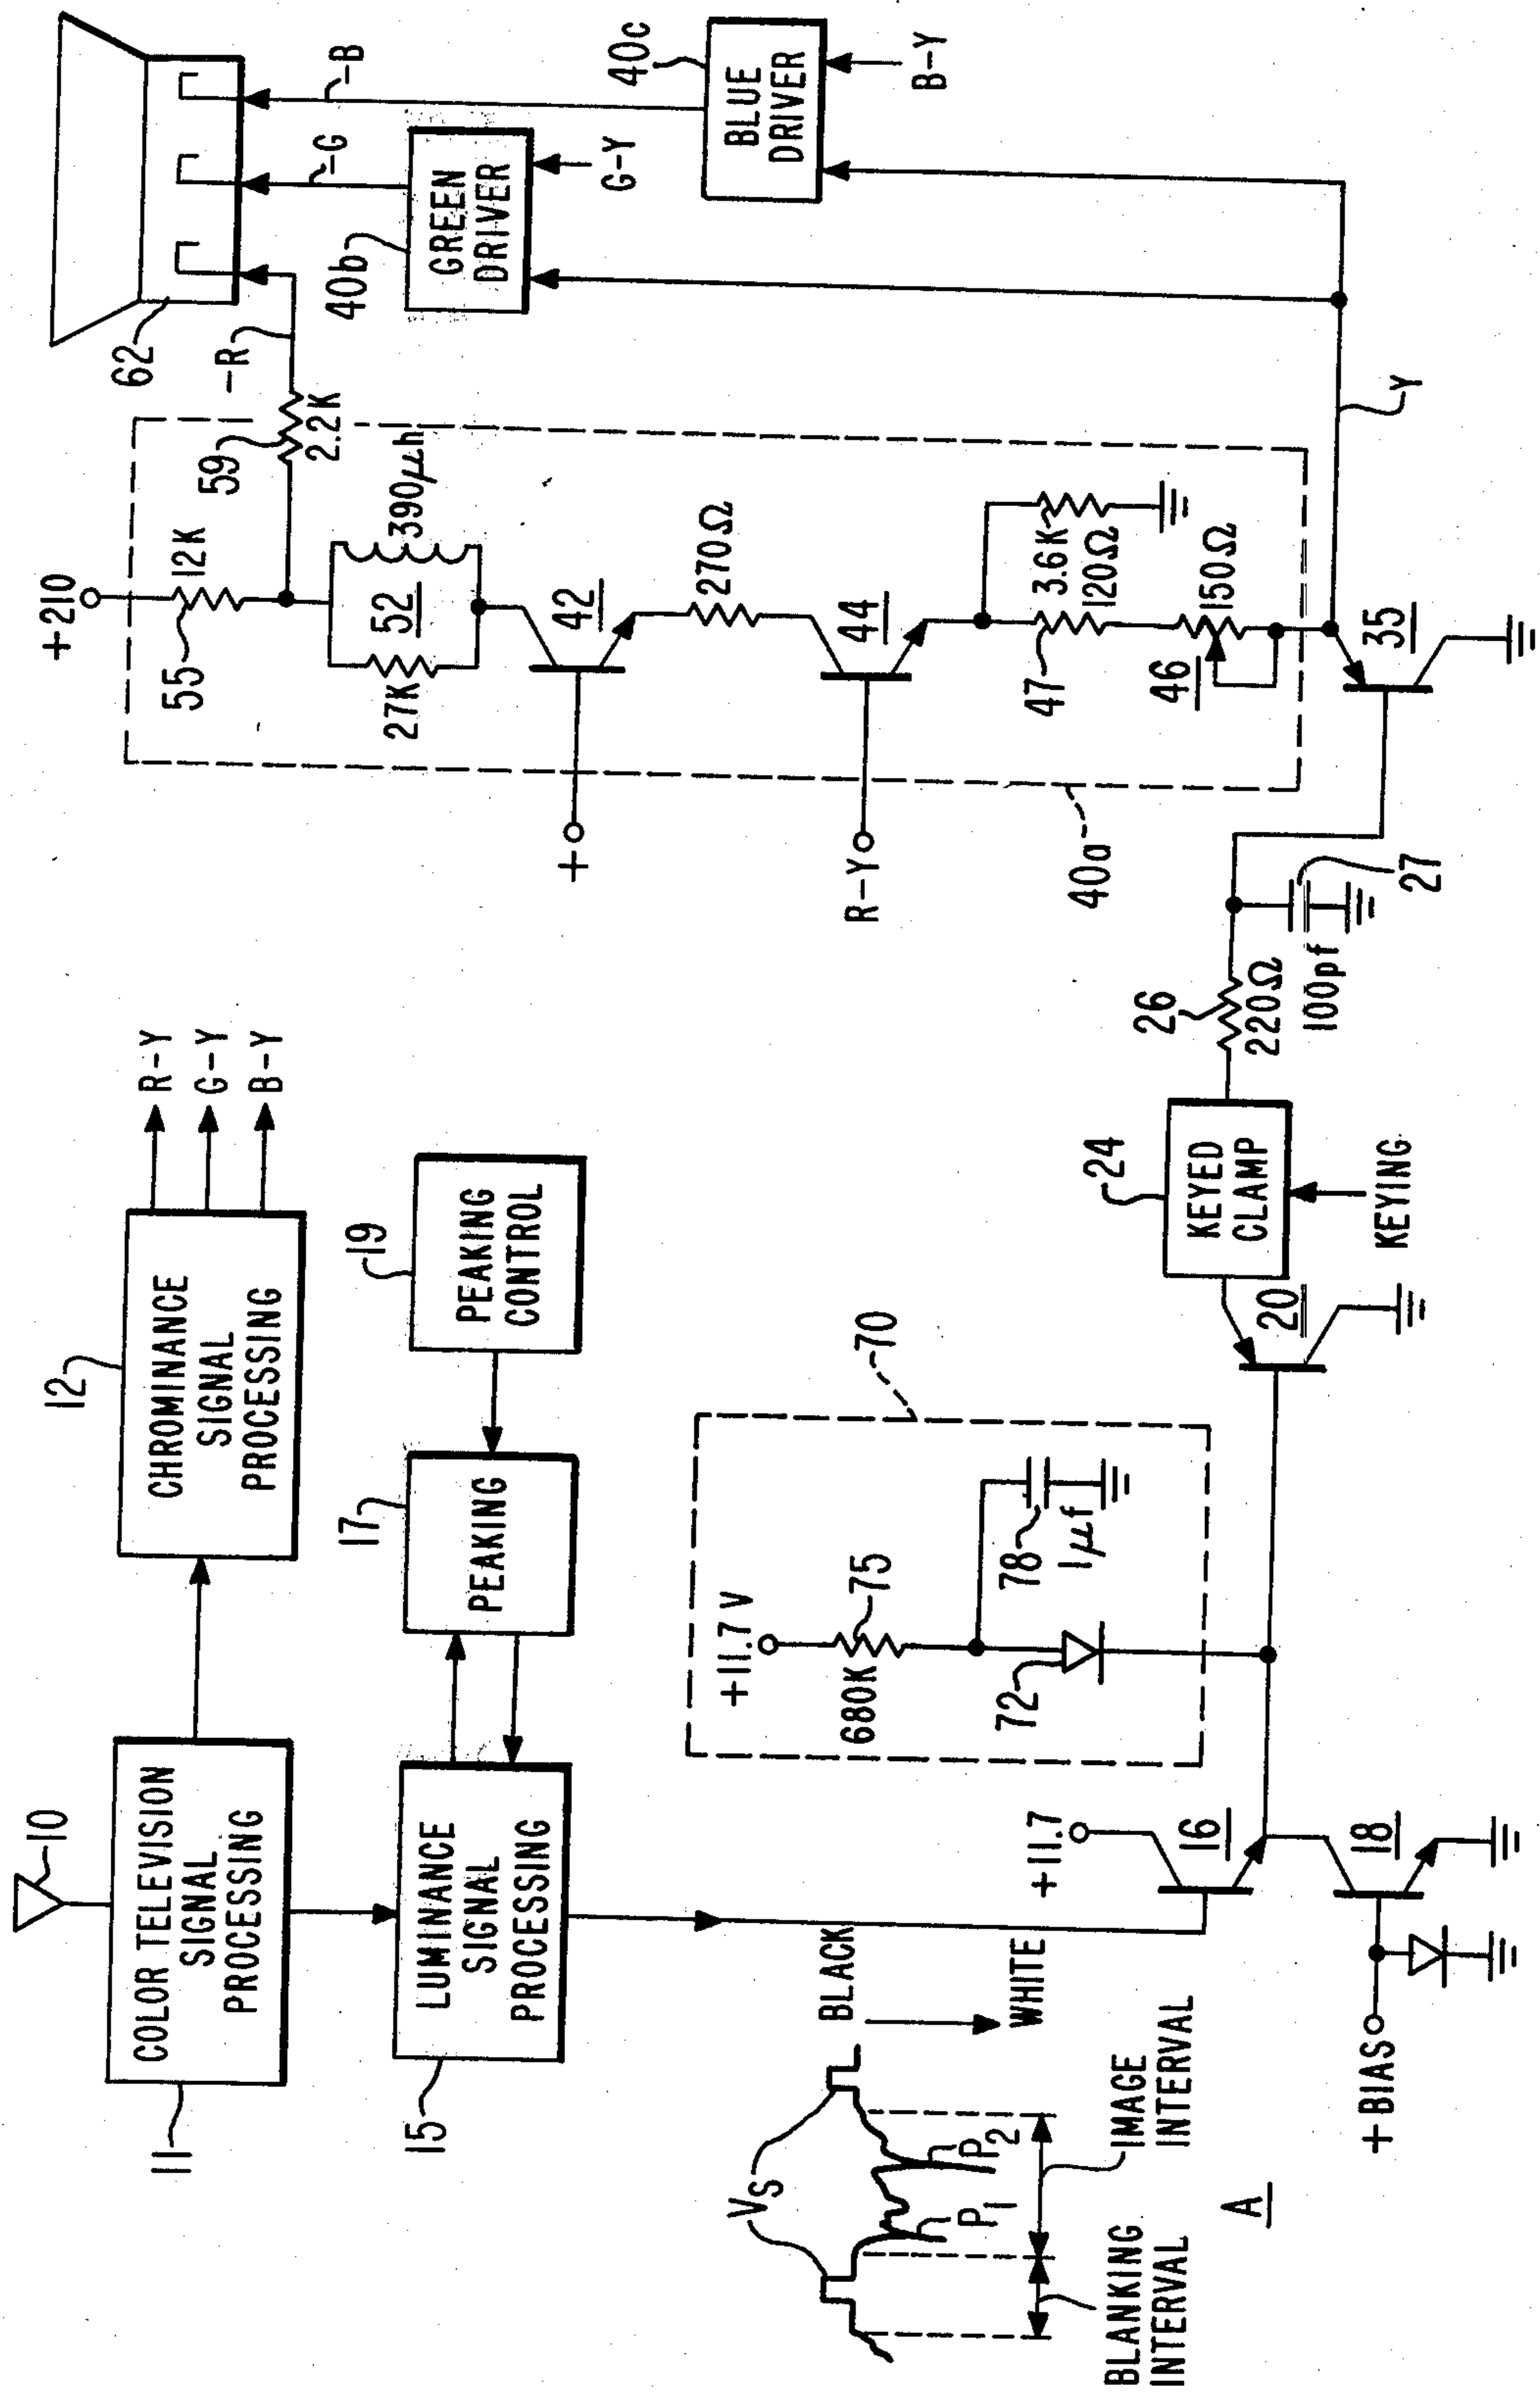 10
COLOR TELEVISION
SIGNAL
PROCESSING
11
12
CHROMINANCE
SIGNAL
PROCESSING
R-Y
G-Y
B-Y
LUMINANCE
SIGNAL
PROCESSING
15
17
PEAKING
19
PEAKING
CONTROL
BLACK
WHITE
VS
P1
P2
IMAGE
INTERVAL
BLANKING
INTERVAL
A
+11.7
16
18
+BIAS
70
+11.7 V
680K
75
72
78
1μf
20
24
KEYED
CLAMP
KEYING
26
220Ω
100pf
27
35
Y
40a
+210
55
12K
59
2.2K
-R
27K
52
390μh
+
42
270Ω
R-Y
44
3.6K
47
120Ω
46
150Ω
62
-G
-B
40b
GREEN
DRIVER
G-Y
40c
BLUE
DRIVER
B-Y